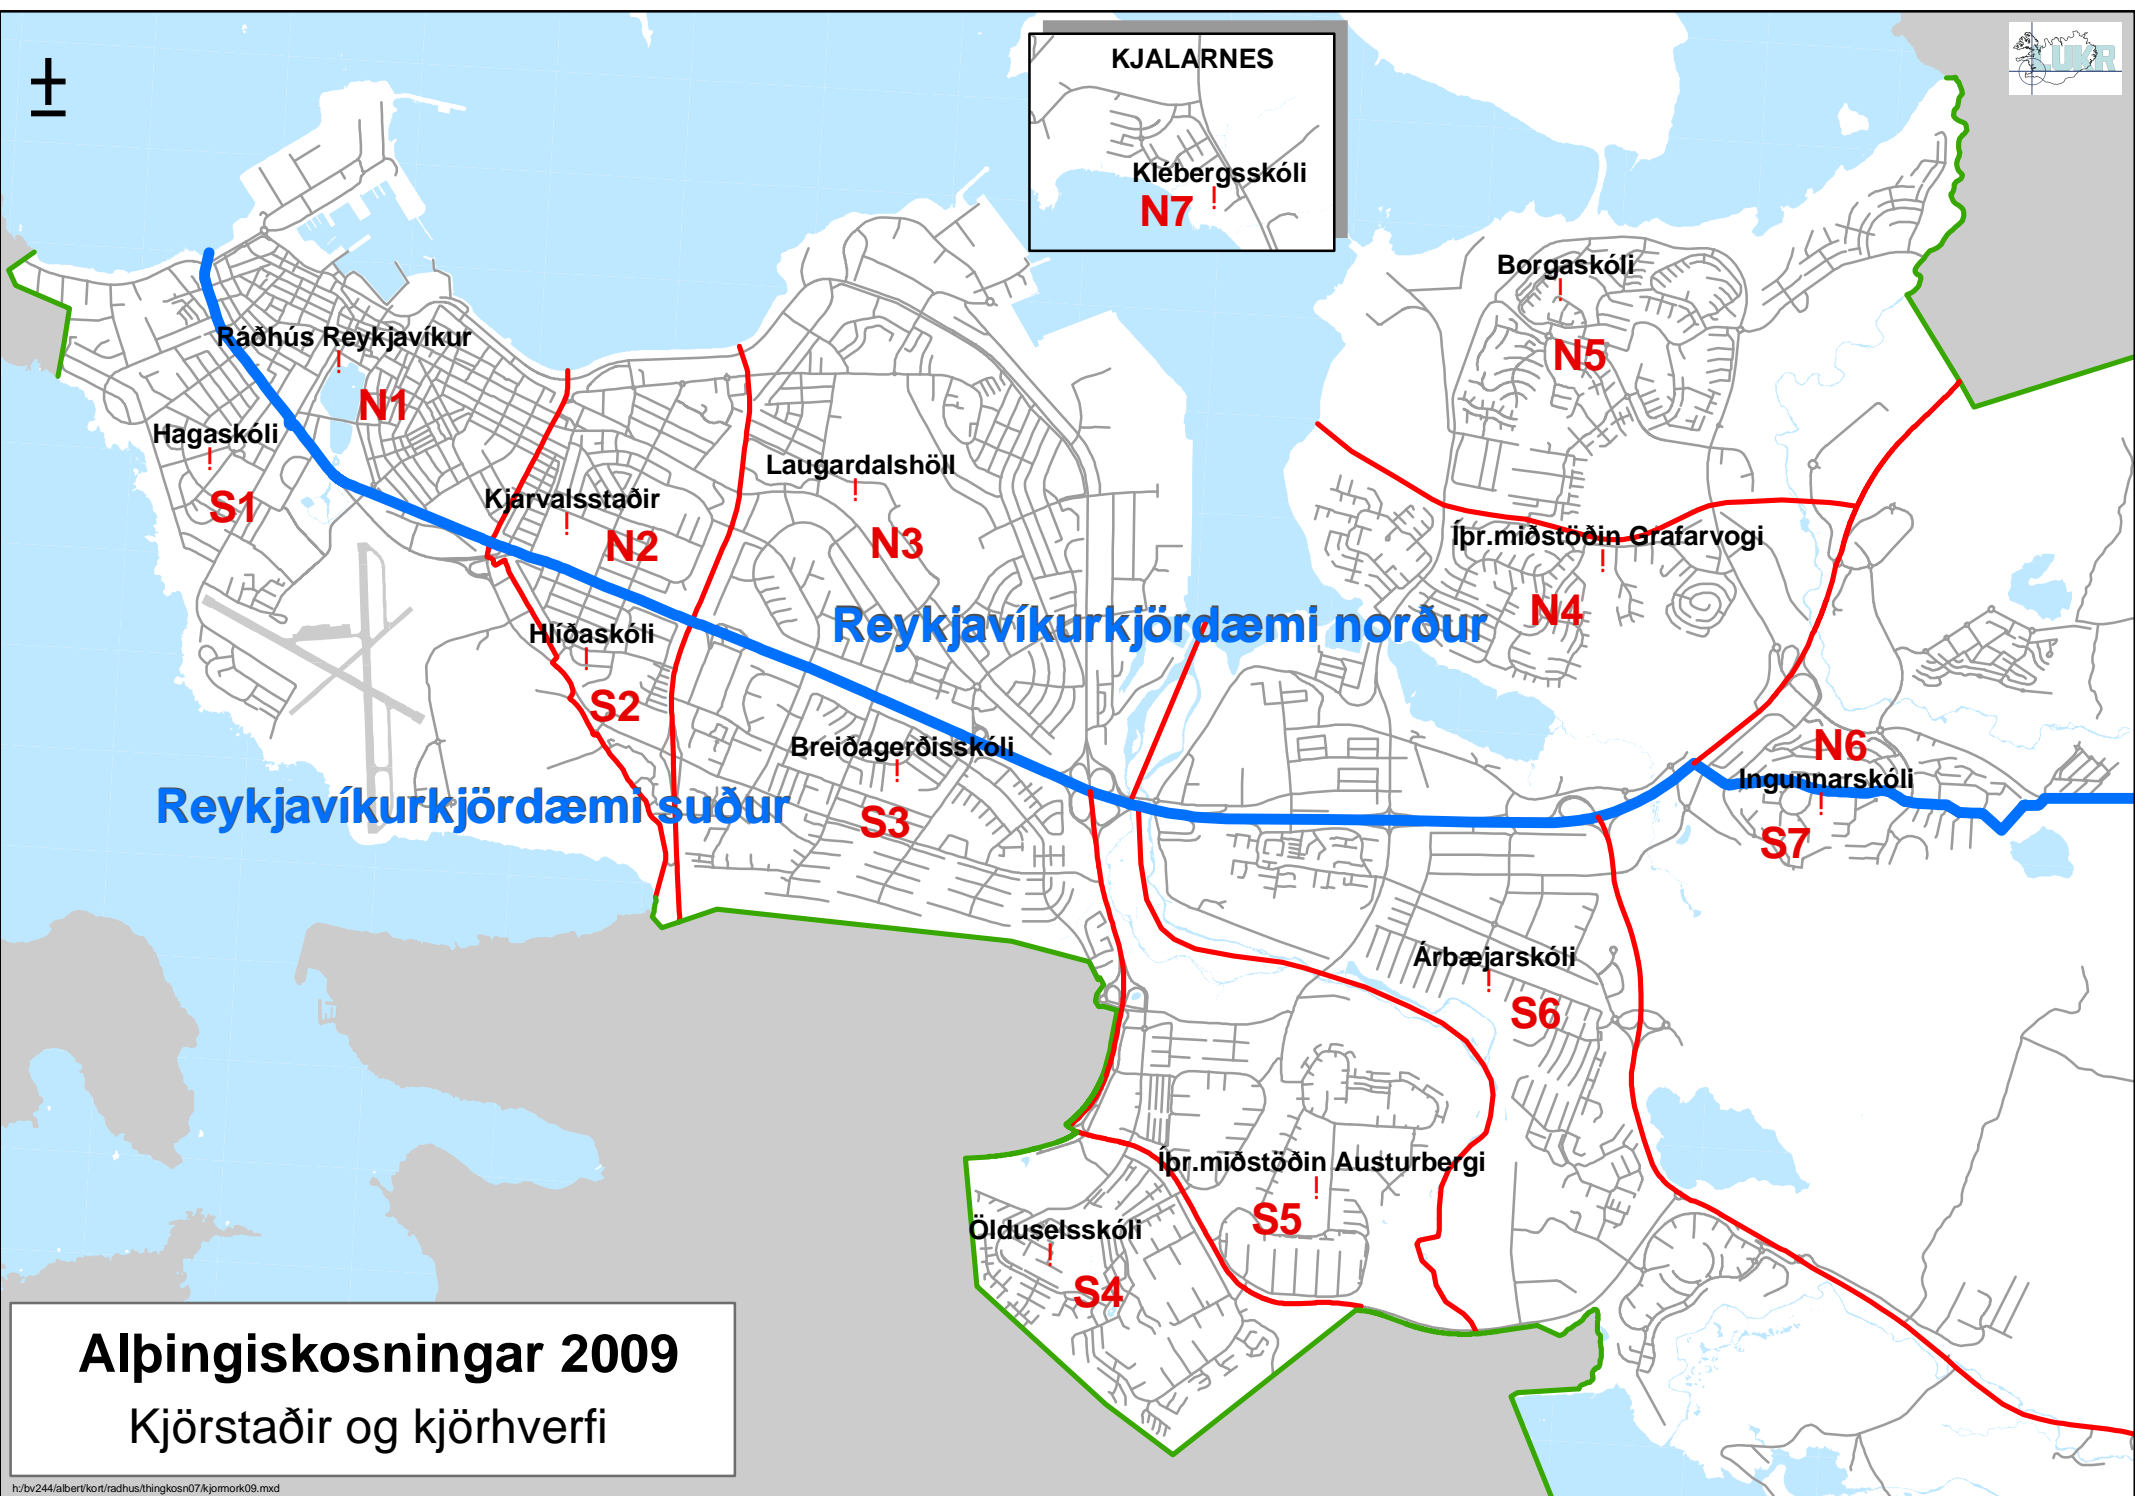 ±
KJALARNES
LUKR
Klébergsskóli
N7
Borgaskóli
N5
Ráðhús Reykjavíkur
N1
Hagaskóli
S1
Laugardalshöll
N3
Kjarvalsstaðir
N2
Íþr.miðstöðin Grafarvogi
N4
Reykjavíkurkjördæmi norður
Hlíðaskóli
S2
Breiðagerðisskóli
S3
Reykjavíkurkjördæmi suður
N6
Ingunnarskóli
S7
Árbæjarskóli
S6
Íþr.miðstöðin Austurbergi
S5
Ölduselsskóli
S4
Alþingiskosningar 2009
Kjörstaðir og kjörhverfi
h:/bv244/albert/kort/radhus/thingkosn07/kjormork09.mxd